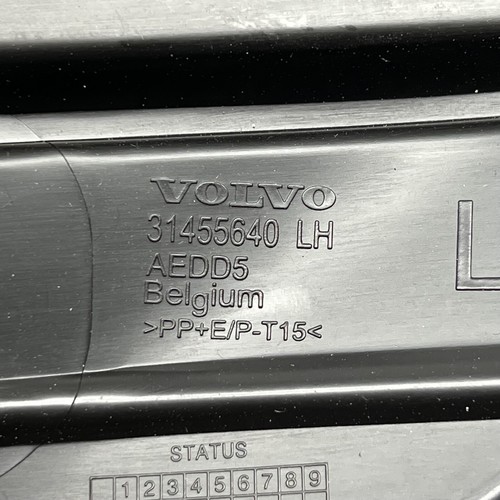 VOLVO
31455640 LH
AEDD5
Belgium
>PP+E/P-T15<
L
STATUS
1 2 3 4 5 6 7 8 9